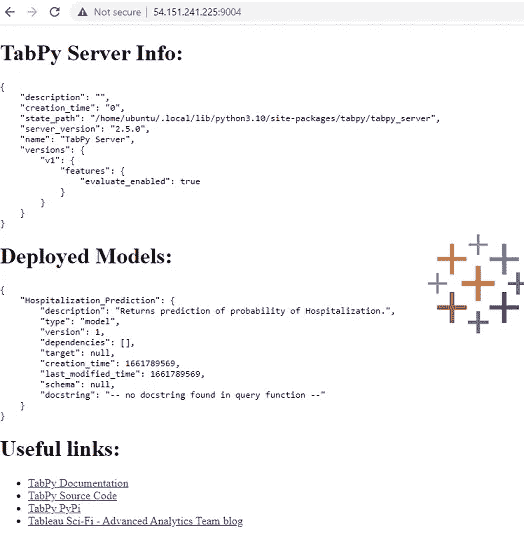 Not secure | 54.151.241.225:9004
TabPy Server Info:
{
    "description": "",
    "creation_time": "0",
    "state_path": "/home/ubuntu/.local/lib/python3.10/site-packages/tabpy/tabpy_server",
    "server_version": "2.5.0",
    "name": "TabPy Server",
    "versions": {
        "v1": {
            "features": {
                "evaluate_enabled": true
            }
        }
    }
}
Deployed Models:
{
    "Hospitalization_Prediction": {
        "description": "Returns prediction of probability of Hospitalization.",
        "type": "model",
        "version": 1,
        "dependencies": [],
        "target": null,
        "creation_time": 1661789569,
        "last_modified_time": 1661789569,
        "schema": null,
        "docstring": "-- no docstring found in query function --"
    }
}
Useful links:
• TabPy Documentation
• TabPy Source Code
• TabPy PyPi
• Tableau Sci-Fi - Advanced Analytics Team blog